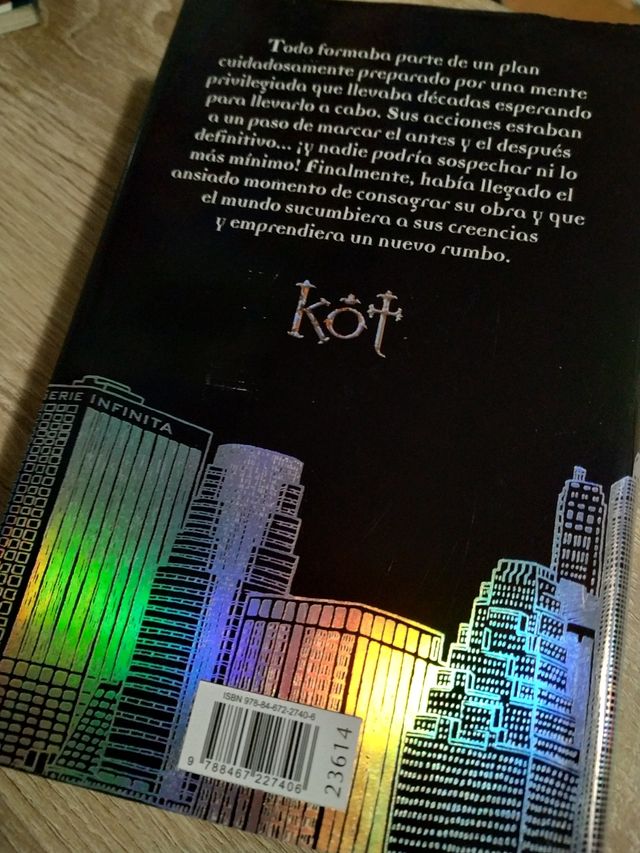 Todo formaba parte de un plan
cuidadosamente preparado por una mente
privilegiada que llevaba décadas esperando
para llevarlo a cabo. Sus acciones estaban
a un paso de marcar el antes y el después
definitivo... ¡y nadie podría sospechar ni lo
más mínimo! Finalmente, había llegado el
ansiado momento de consagrar su obra y que
el mundo sucumbiera a sus creencias
y emprendiera un nuevo rumbo.
köt
SERIE INFINITA
ISBN 978-84-672-2740-6
9 788467 227406
23614